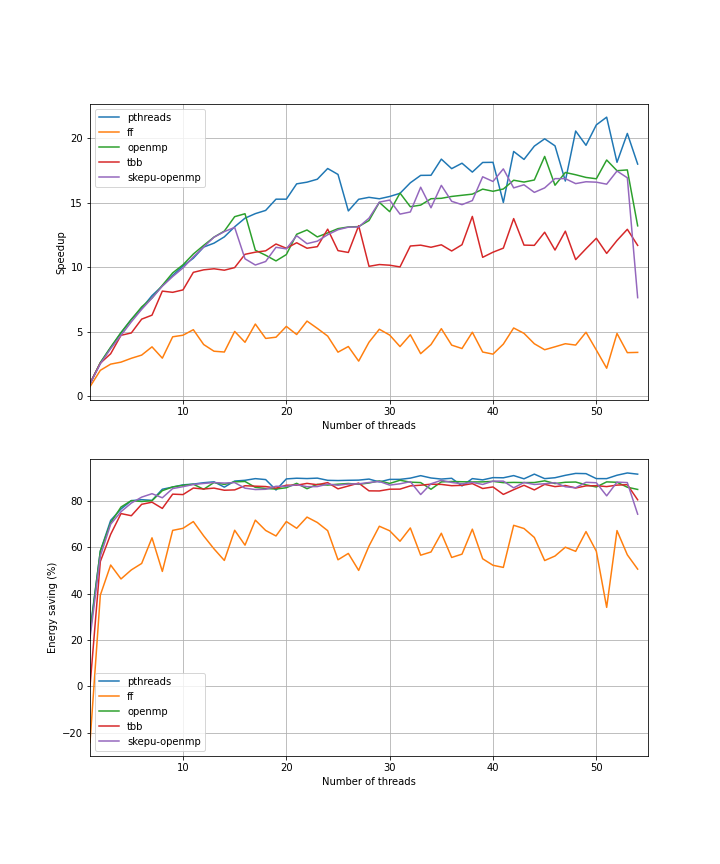 20
15
10
5
0
Speedup
pthreads
ff
openmp
tbb
skepu-openmp
10 20 30 40 50
Number of threads
80
60
40
20
0
−20
Energy saving (%)
pthreads
ff
openmp
tbb
skepu-openmp
10 20 30 40 50
Number of threads